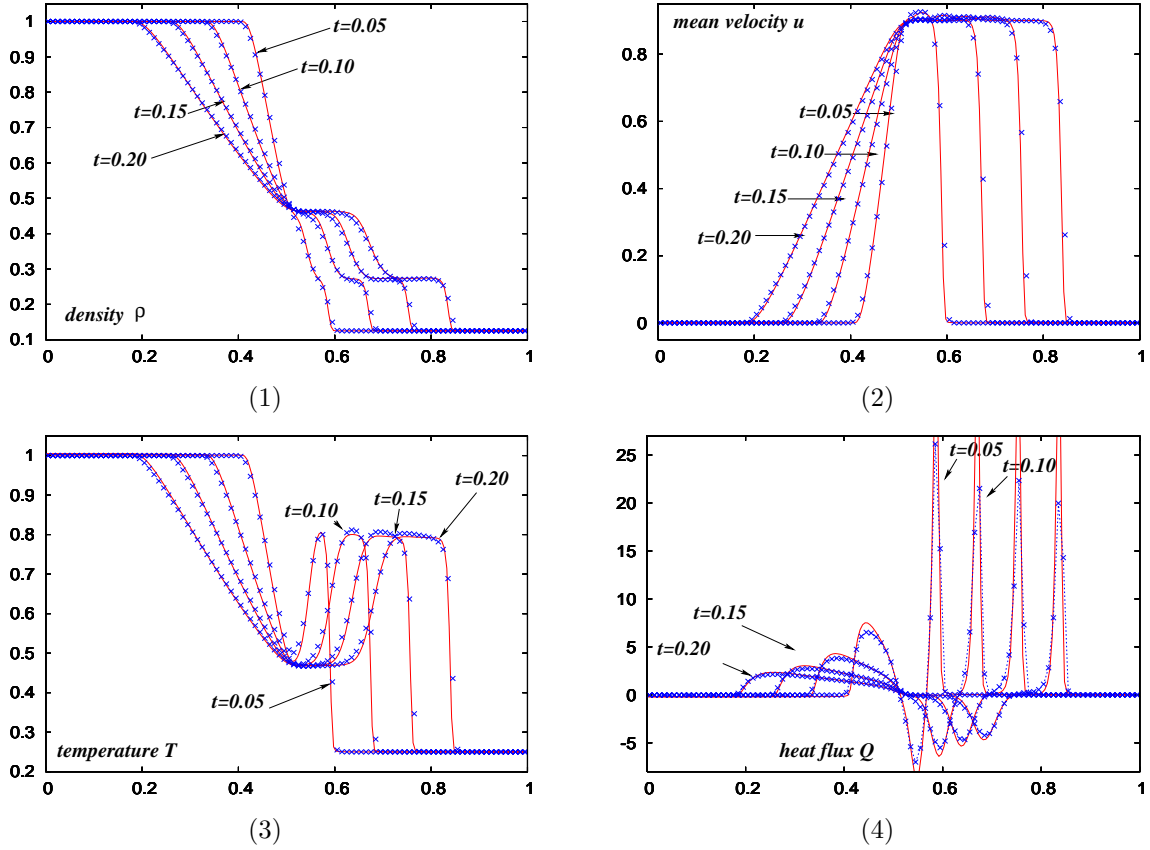 1
0.9
0.8
0.7
0.6
0.5
0.4
0.3
0.2
0.1
0 0.2 0.4 0.6 0.8 1
t=0.05
t=0.10
t=0.15
t=0.20
density ρ
(1)
0.8
0.6
0.4
0.2
0
0 0.2 0.4 0.6 0.8 1
mean velocity u
t=0.05
t=0.10
t=0.15
t=0.20
(2)
1
0.9
0.8
0.7
0.6
0.5
0.4
0.3
0.2
0 0.2 0.4 0.6 0.8 1
t=0.20
t=0.15
t=0.10
t=0.05
temperature T
(3)
25
20
15
10
5
0
-5
0 0.2 0.4 0.6 0.8 1
t=0.05
t=0.10
t=0.15
t=0.20
heat flux Q
(4)